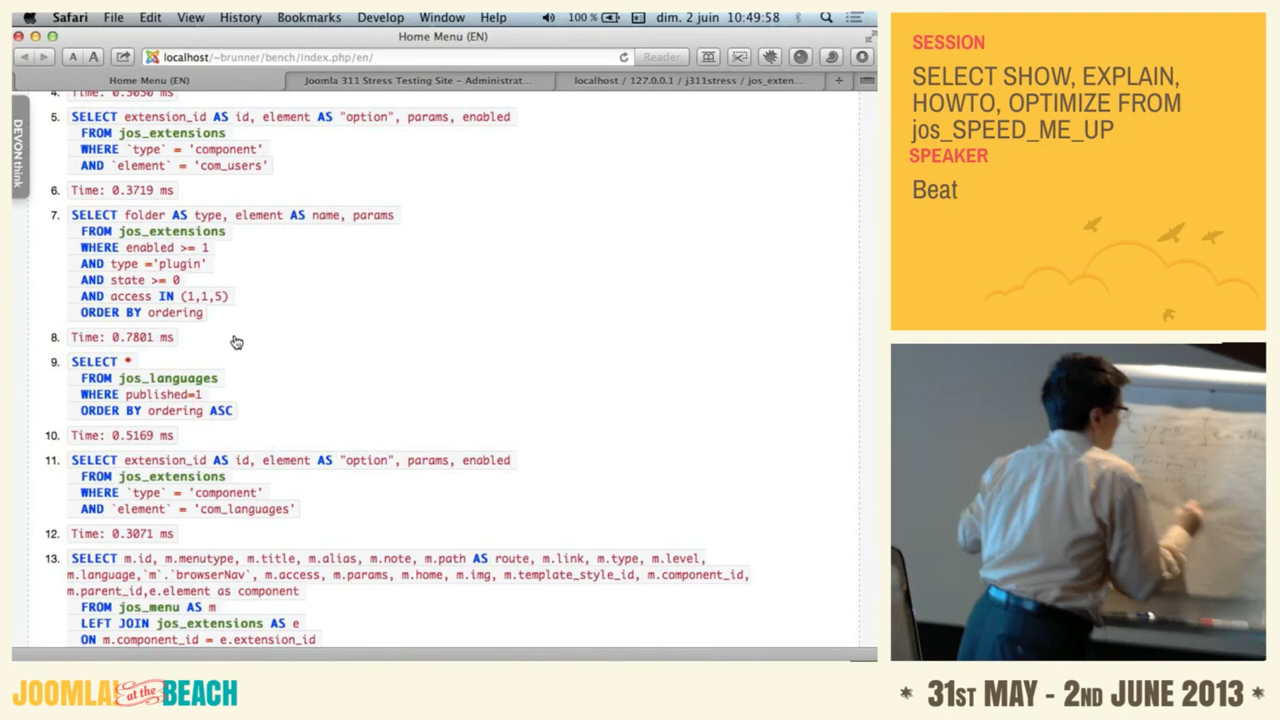 Safari File Edit View History Bookmarks Develop Window Help 100 % dim. 2 juin 10:49:58
Home Menu (EN)
A A localhost/~brunner/bench/index.php/en/ Reader
Home Menu (EN) Joomla 311 Stress Testing Site – Administrat... localhost / 127.0.0.1 / j311stress / jos_exten... +
DEVONthink
4. Time: 0.3050 ms
5. SELECT extension_id AS id, element AS "option", params, enabled
FROM jos_extensions
WHERE `type` = 'component'
AND `element` = 'com_users'
6. Time: 0.3719 ms
7. SELECT folder AS type, element AS name, params
FROM jos_extensions
WHERE enabled >= 1
AND type ='plugin'
AND state >= 0
AND access IN (1,1,5)
ORDER BY ordering
8. Time: 0.7801 ms
9. SELECT *
FROM jos_languages
WHERE published=1
ORDER BY ordering ASC
10. Time: 0.5169 ms
11. SELECT extension_id AS id, element AS "option", params, enabled
FROM jos_extensions
WHERE `type` = 'component'
AND `element` = 'com_languages'
12. Time: 0.3071 ms
13. SELECT m.id, m.menutype, m.title, m.alias, m.note, m.path AS route, m.link, m.type, m.level,
m.language,`m`.`browserNav`, m.access, m.params, m.home, m.img, m.template_style_id, m.component_id,
m.parent_id,e.element as component
FROM jos_menu AS m
LEFT JOIN jos_extensions AS e
ON m.component_id = e.extension_id
SESSION
SELECT SHOW, EXPLAIN,
HOWTO, OPTIMIZE FROM
jos_SPEED_ME_UP
SPEAKER
Beat
type
JOOMLA! at the BEACH
* 31ST MAY - 2ND JUNE 2013 *